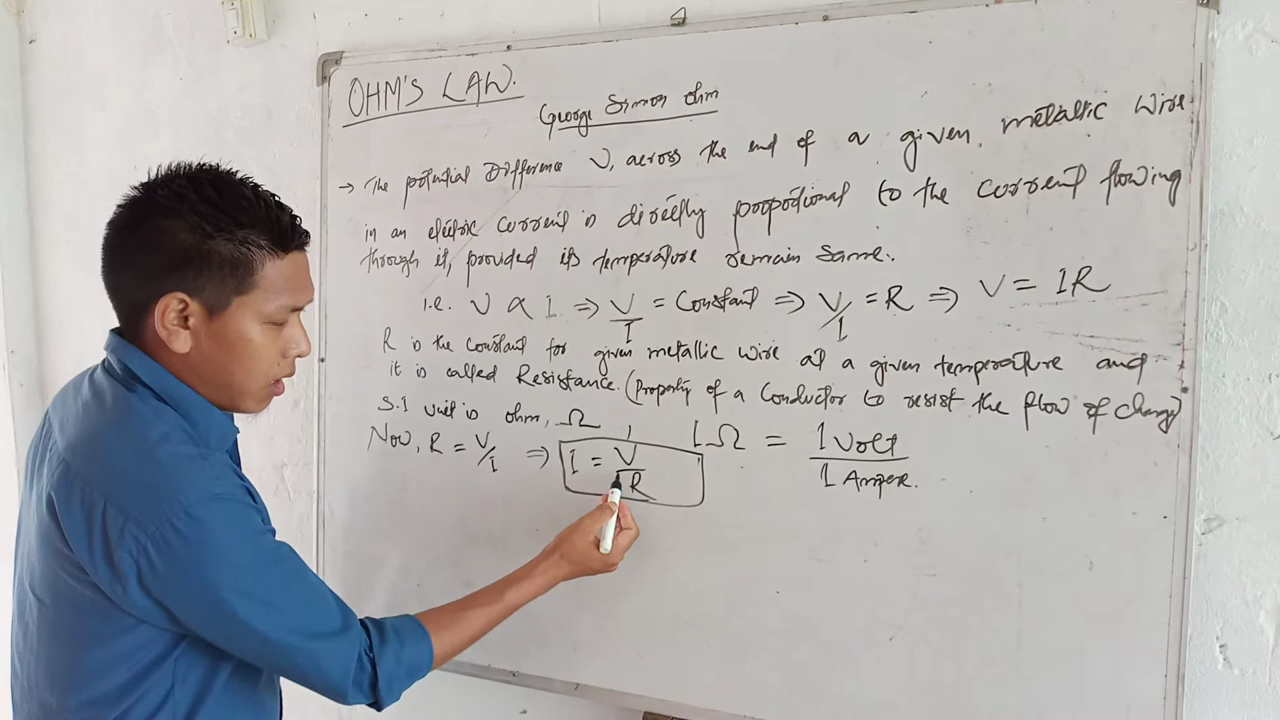 OHM'S LAW.
George Simon Ohm
→ The potential Difference V, across the end of a given metallic wire
in an electric current is directly proportional to the current flowing
through it, provided its temperature remain same.
i.e. V ∝ I ⇒ V/I = Constant ⇒ V/I = R ⇒ V = IR
R is the constant for given metallic wire at a given temperature and
it is called Resistance. (Property of a Conductor to resist the flow of charge)
S.I Unit is ohm, Ω, 1Ω = 1 Volt / 1 Amper.
Now, R = V/I ⇒ I = V/R